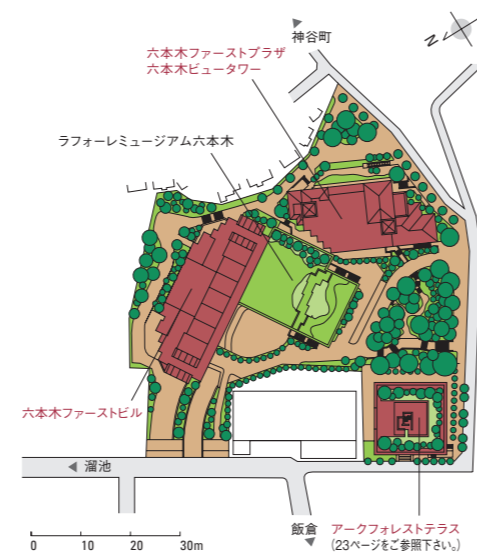 神谷町
N
六本木ファーストプラザ
六本木ビュータワー
ラフォーレミュージアム六本木
六本木ファーストビル
溜池
飯倉
アークフォレストテラス
(23ページをご参照下さい。)
0 10 20 30m